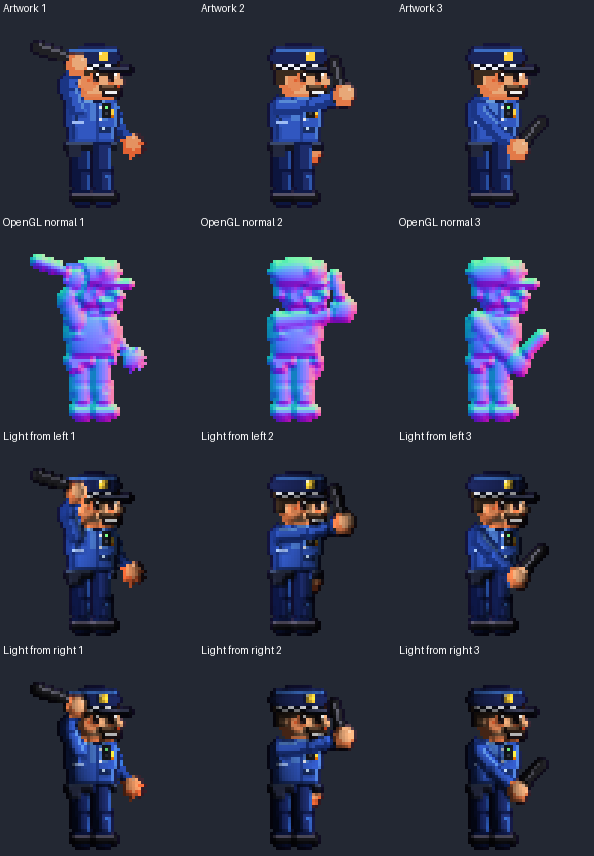 Artwork 1
Artwork 2
Artwork 3
OpenGL normal 1
OpenGL normal 2
OpenGL normal 3
Light from left 1
Light from left 2
Light from left 3
Light from right 1
Light from right 2
Light from right 3